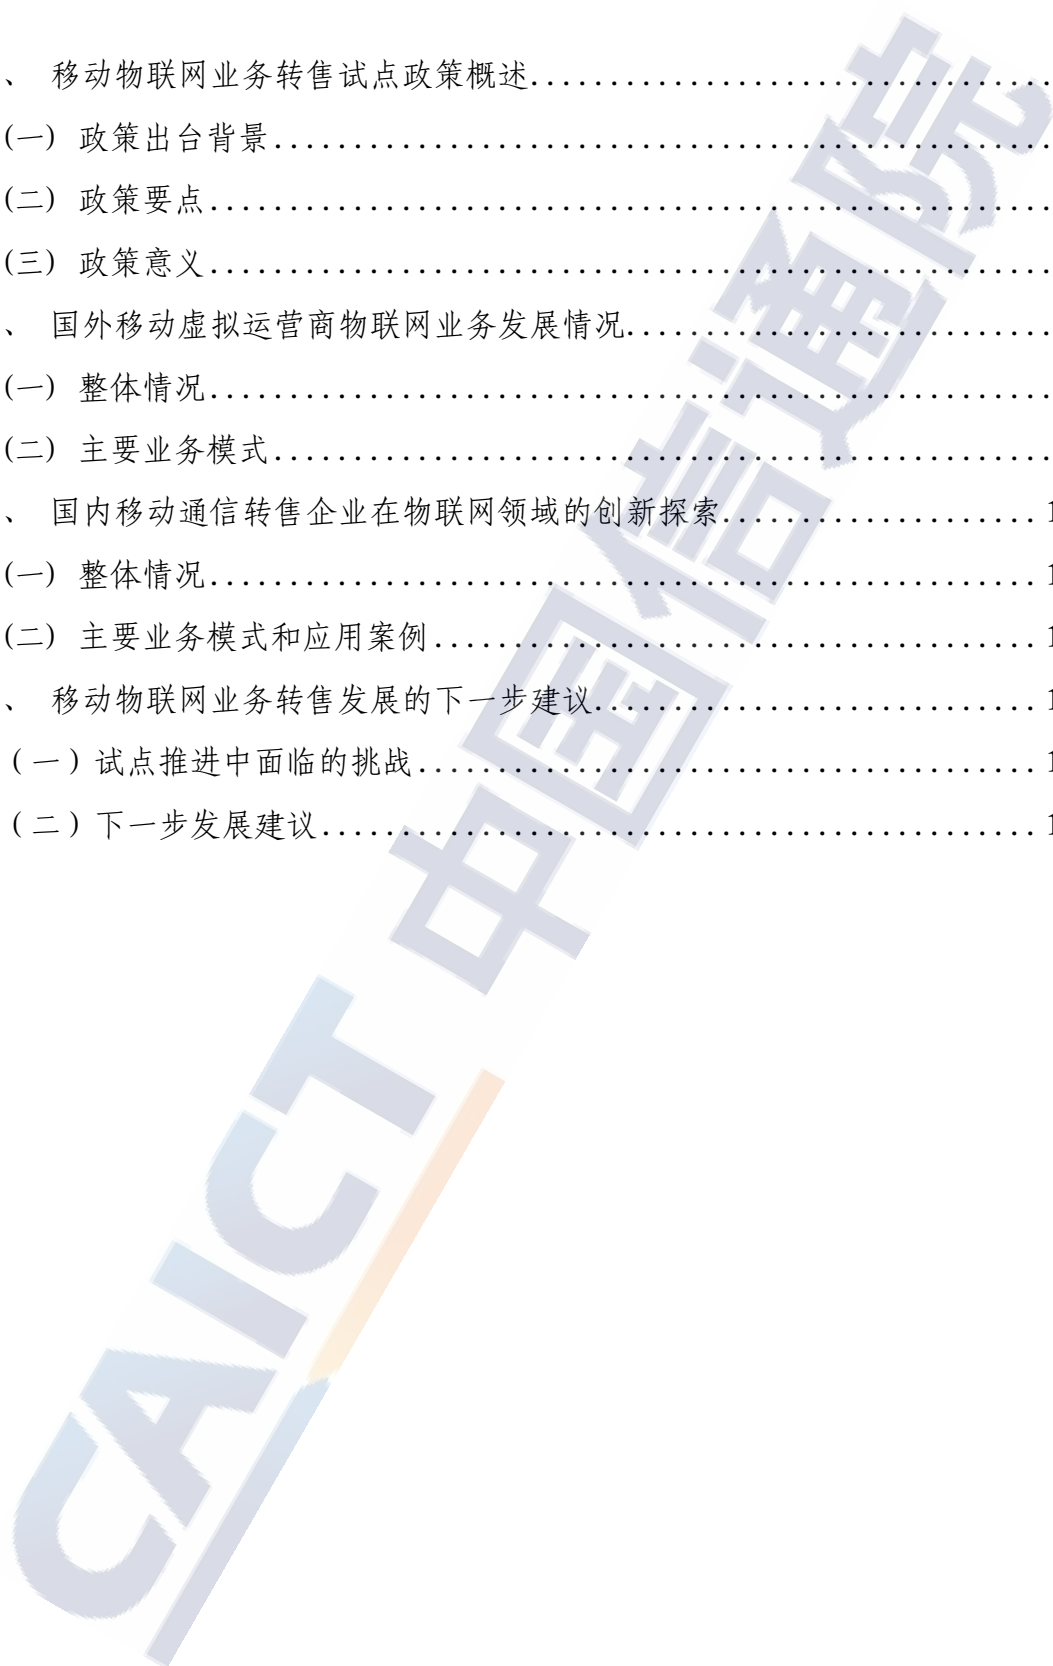 、 移动物联网业务转售试点政策概述................................
(一) 政策出台背景.................................................
(二) 政策要点.....................................................
(三) 政策意义.....................................................
、 国外移动虚拟运营商物联网业务发展情况...........................
(一) 整体情况.....................................................
(二) 主要业务模式.................................................
、 国内移动通信转售企业在物联网领域的创新探索.................... 1
(一) 整体情况.................................................... 1
(二) 主要业务模式和应用案例...................................... 1
、 移动物联网业务转售发展的下一步建议............................ 1
（一）试点推进中面临的挑战....................................... 1
（二）下一步发展建议............................................. 1
CAICT 中国信通院